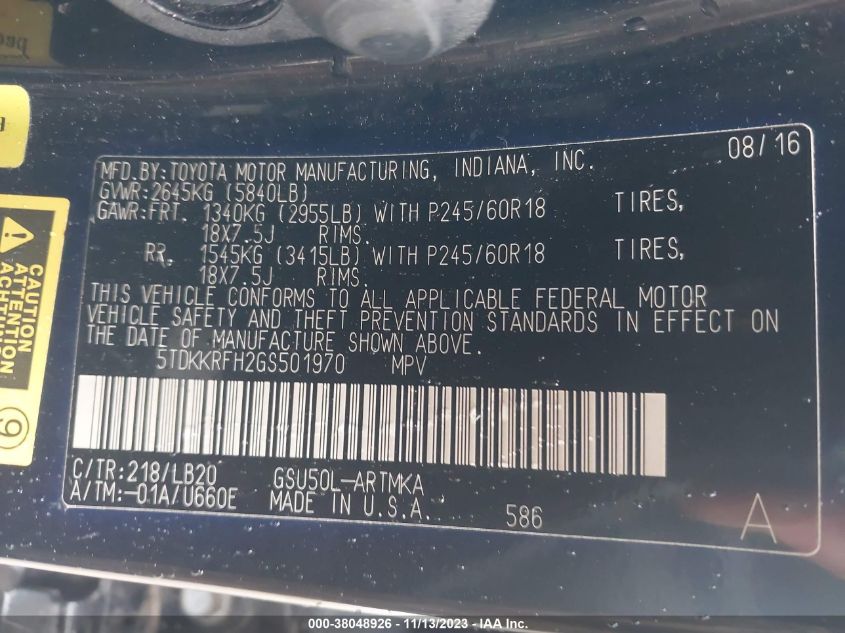 08/16
MFD.BY:TOYOTA MOTOR MANUFACTURING, INDIANA, INC.
GVWR:2645KG (5840LB)
GAWR:FRT. 1340KG (2955LB) WITH P245/60R18 TIRES,
18X7.5J RIMS.
RR. 1545KG (3415LB) WITH P245/60R18 TIRES,
18X7.5J RIMS.
THIS VEHICLE CONFORMS TO ALL APPLICABLE FEDERAL MOTOR
VEHICLE SAFETY AND THEFT PREVENTION STANDARDS IN EFFECT ON
THE DATE OF MANUFACTURE SHOWN ABOVE.
5TDKKRFH2GS501970 MPV
C/TR:218/LB20 GSU50L-ARTMKA
A/TM:-01A/U660E MADE IN U.S.A. 586 A
CAUTION
ATTENTION
ACHTUNG
9
000-38048926 - 11/13/2023 - IAA Inc.